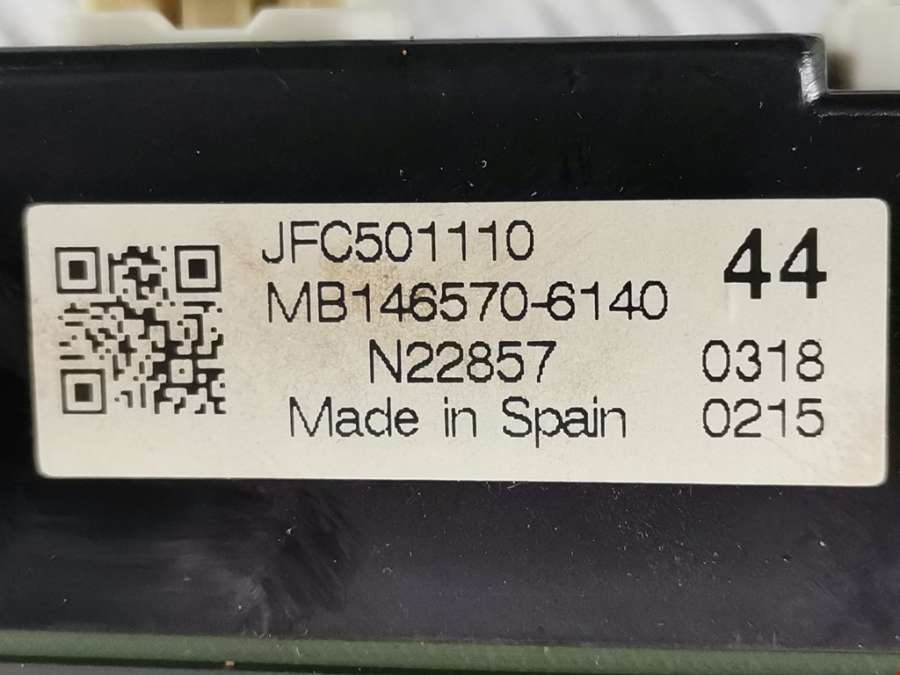 JFC501110
44
MB146570-6140
N22857
0318
Made in Spain
0215